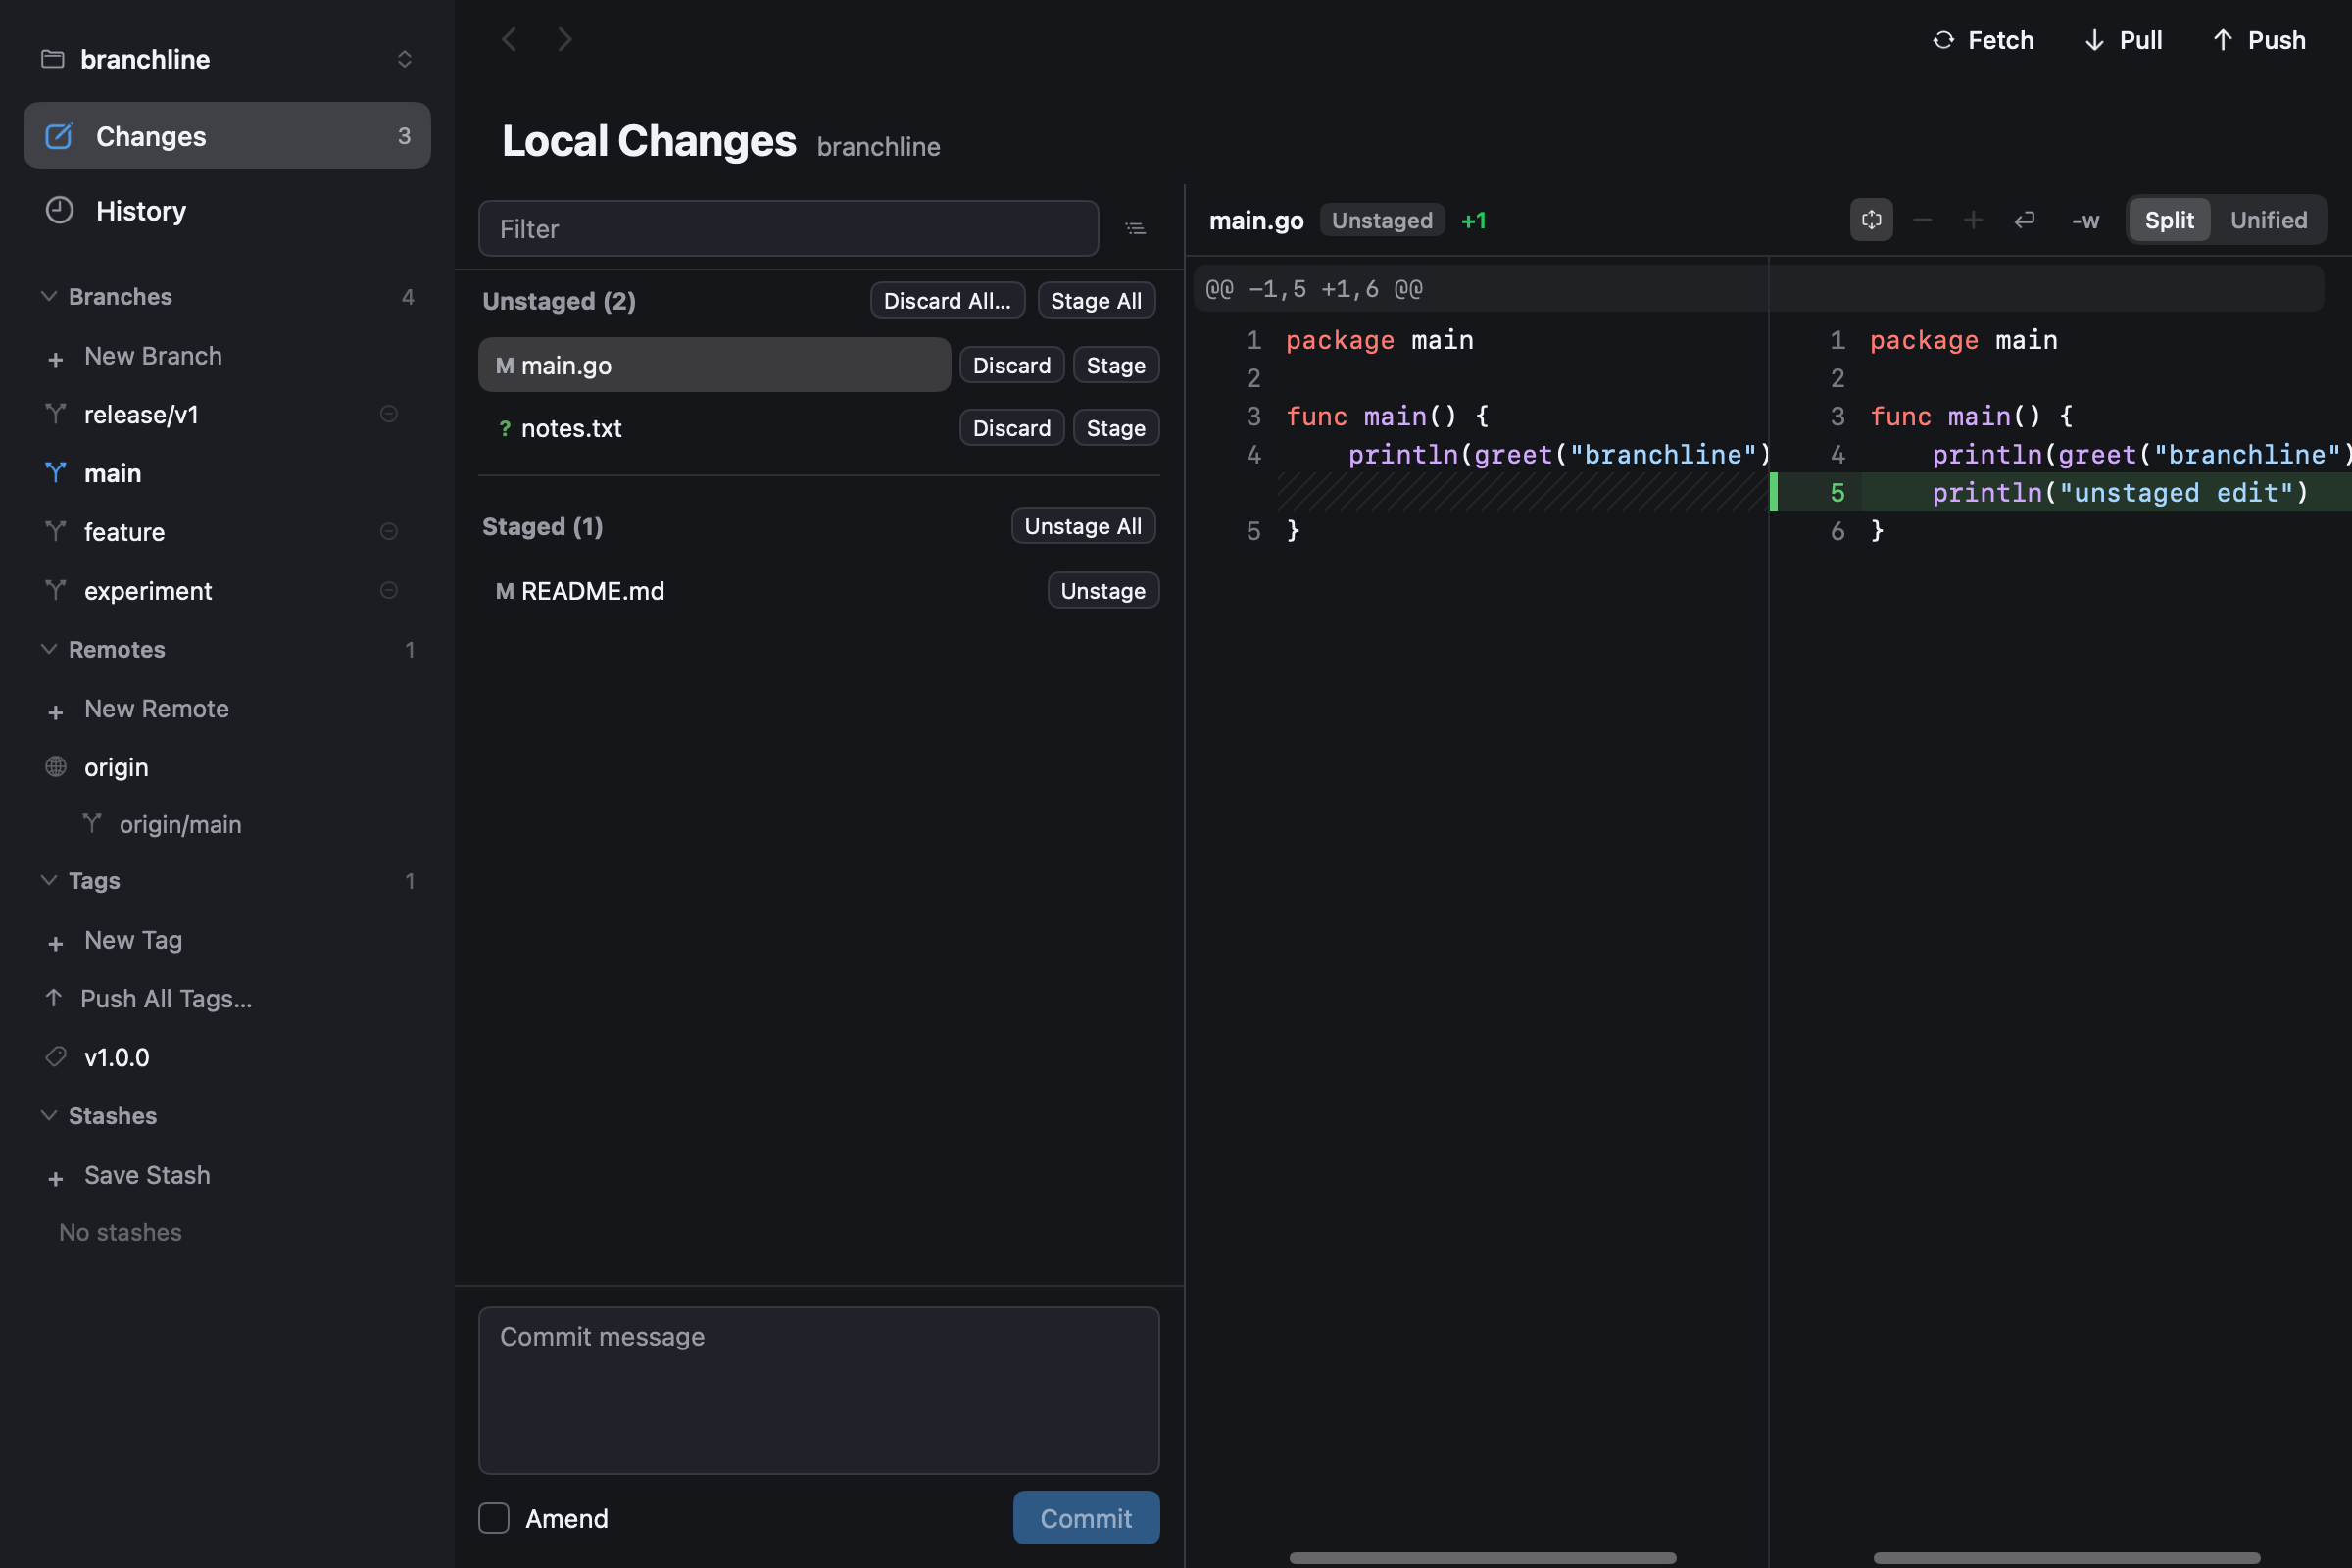 branchline
Changes 3
History
Branches 4
+ New Branch
release/v1
main
feature
experiment
Remotes 1
+ New Remote
origin
origin/main
Tags 1
+ New Tag
Push All Tags...
v1.0.0
Stashes
+ Save Stash
No stashes
Fetch Pull Push
Local Changes branchline
Filter
Unstaged (2) Discard All... Stage All
M main.go Discard Stage
? notes.txt Discard Stage
Staged (1) Unstage All
M README.md Unstage
Commit message
Amend Commit
main.go Unstaged +1 -w Split Unified
@@ -1,5 +1,6 @@
1 package main
2
3 func main() {
4 println(greet("branchline")
5 }
1 package main
2
3 func main() {
4 println(greet("branchline")
5 println("unstaged edit")
6 }